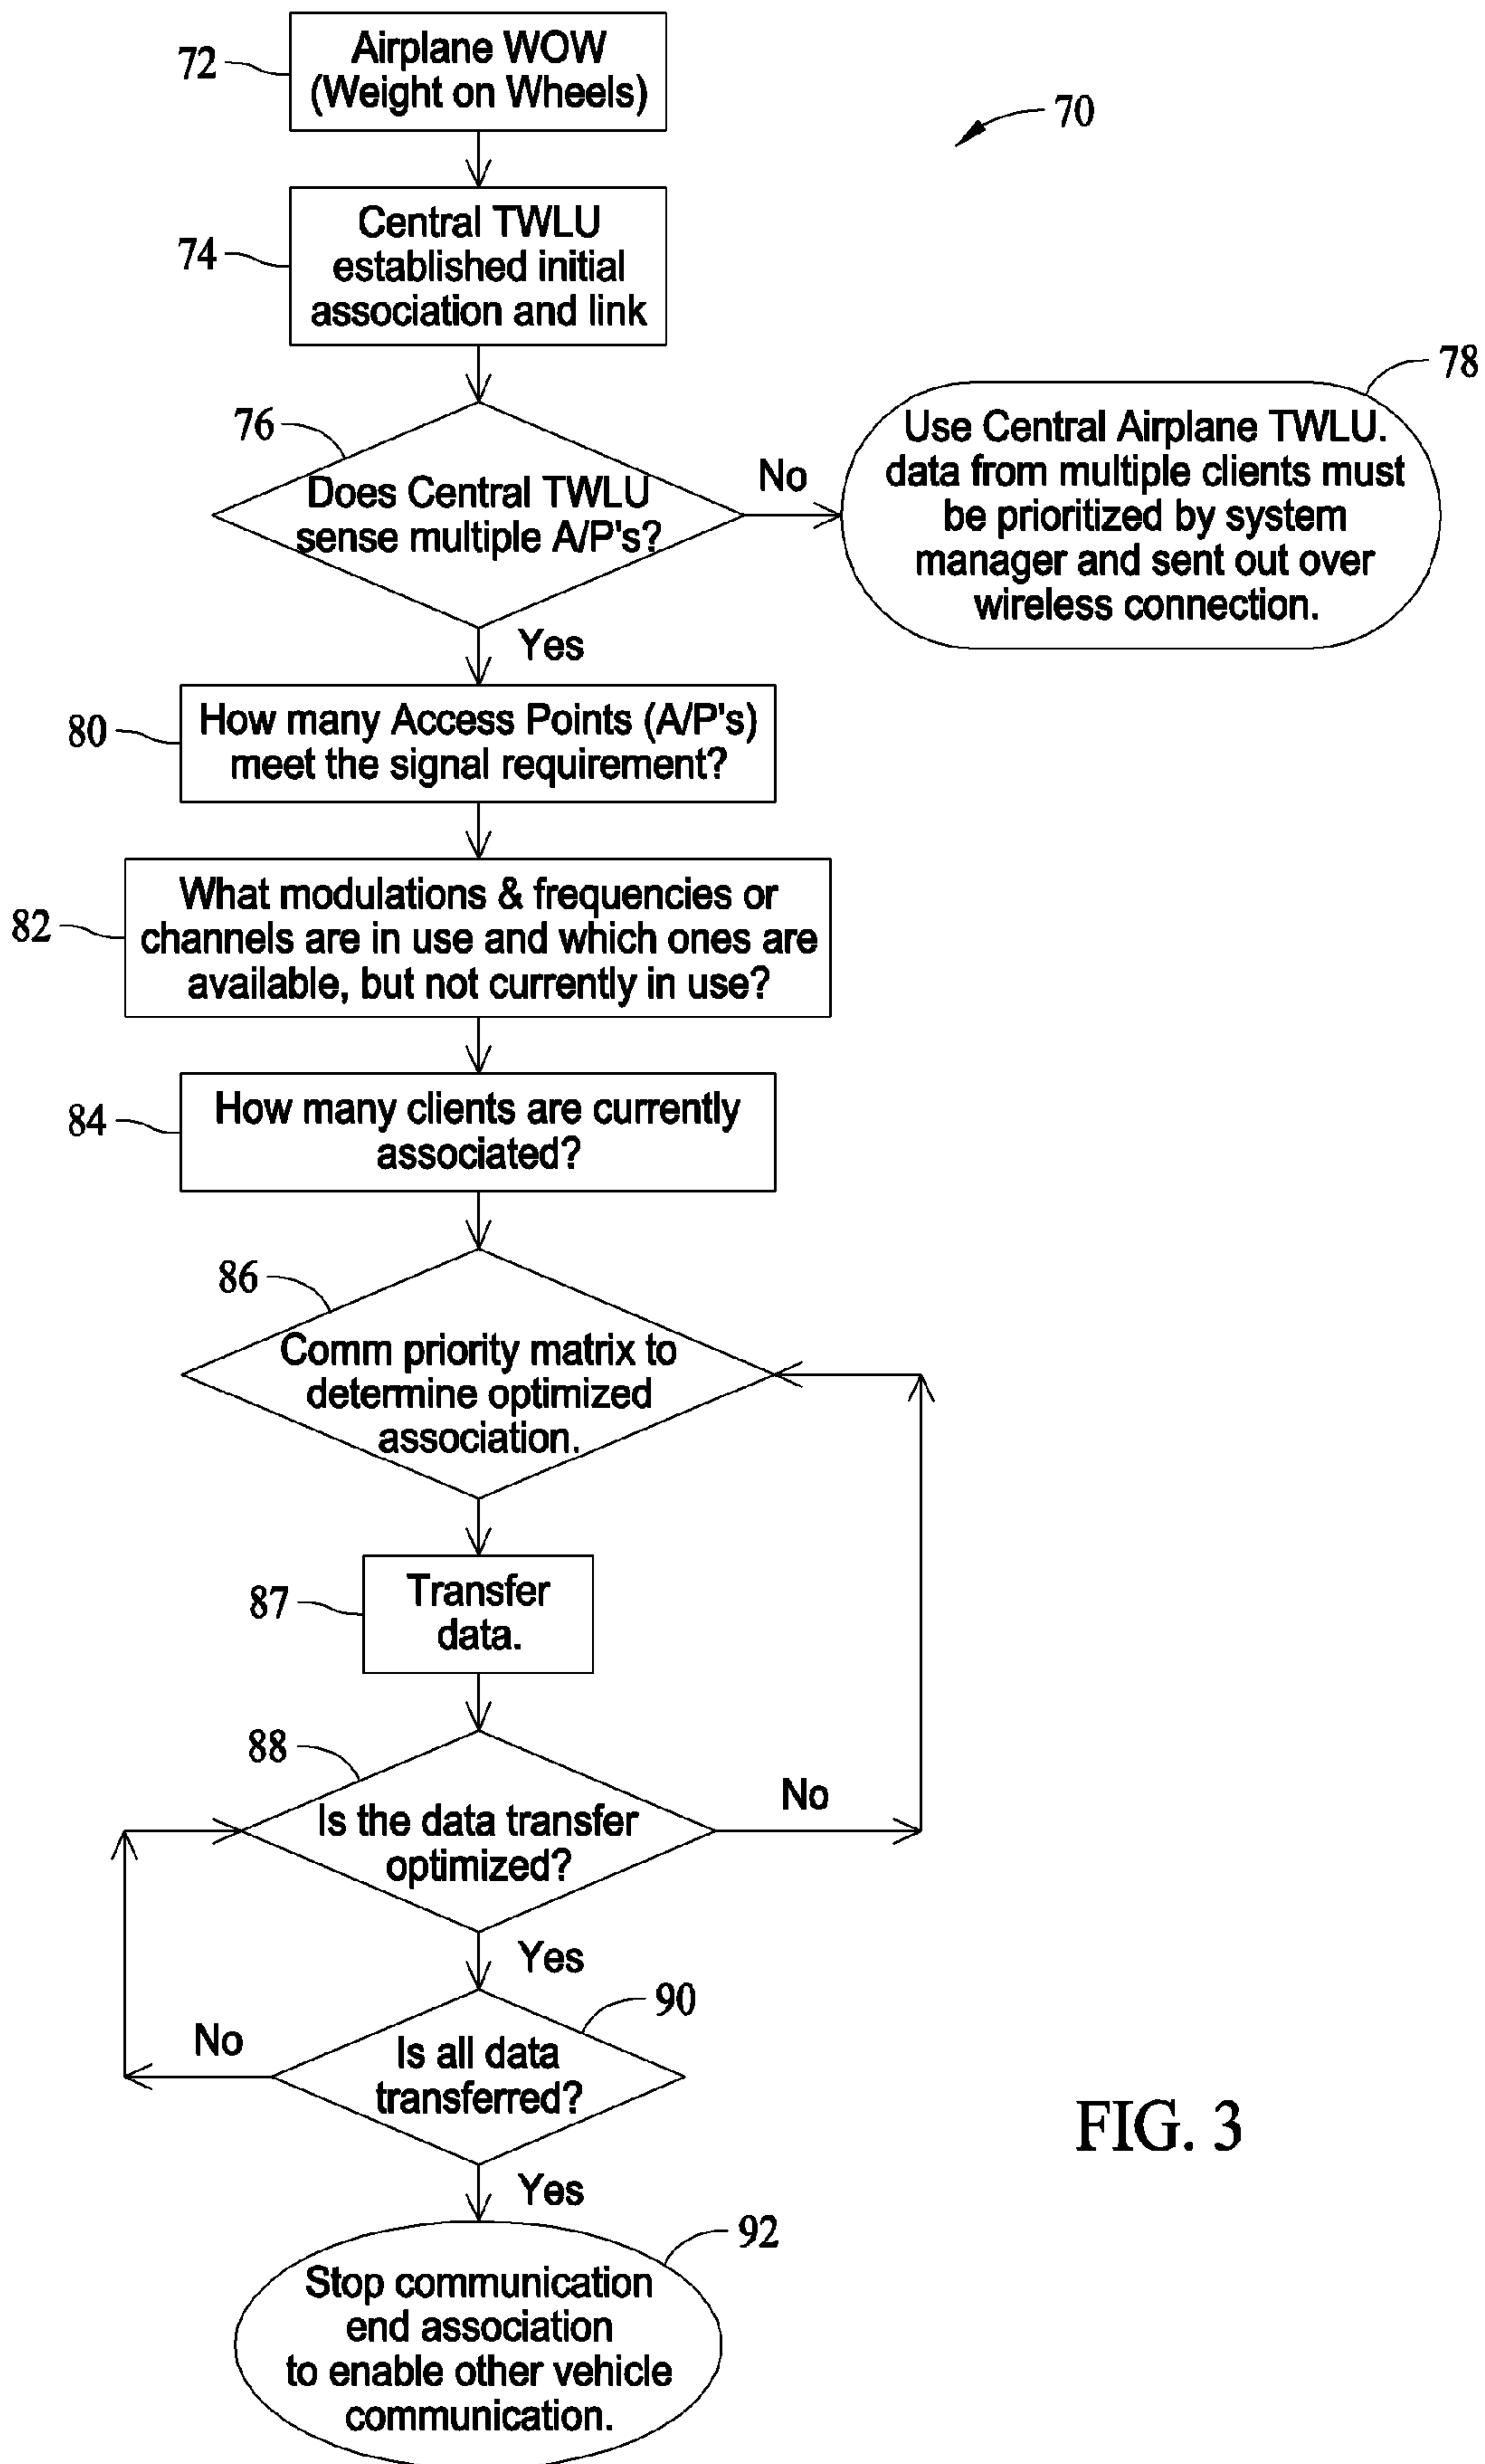 72
Airplane WOW
(Weight on Wheels)
70
74
Central TWLU
established initial
association and link
76
Does Central TWLU
sense multiple A/P's?
No
78
Use Central Airplane TWLU.
data from multiple clients must
be prioritized by system
manager and sent out over
wireless connection.
Yes
80
How many Access Points (A/P's)
meet the signal requirement?
82
What modulations & frequencies or
channels are in use and which ones are
available, but not currently in use?
84
How many clients are currently
associated?
86
Comm priority matrix to
determine optimized
association.
87
Transfer
data.
88
Is the data transfer
optimized?
No
Yes
90
Is all data
transferred?
No
Yes
92
Stop communication
end association
to enable other vehicle
communication.
FIG. 3